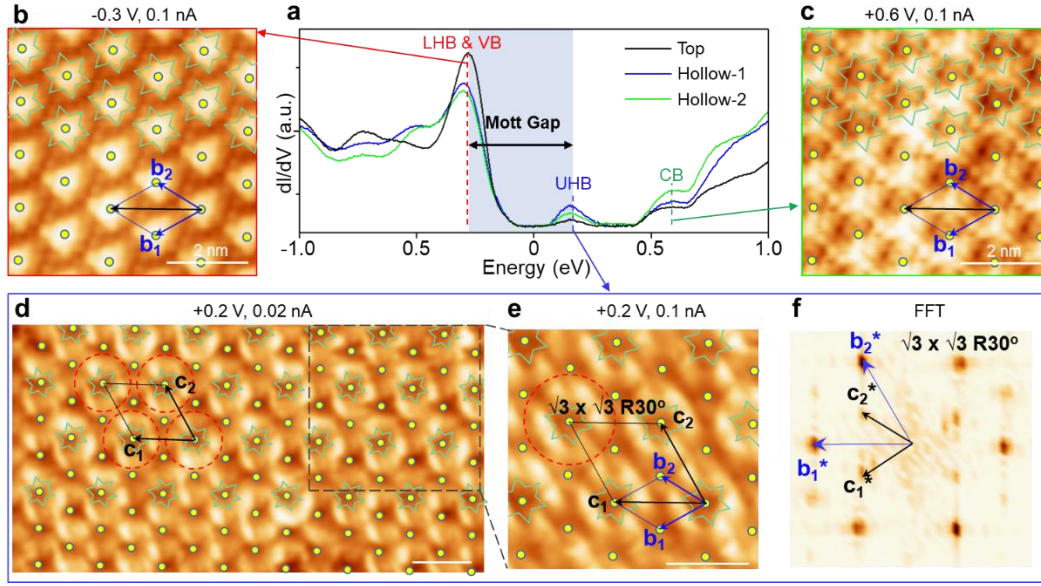 b
-0.3 V, 0.1 nA
b₂
b₁
2 nm
a
dI/dV (a.u.)
LHB & VB
Top
Hollow-1
Hollow-2
Mott Gap
UHB
CB
-1.0
0.5
0
0.5
1.0
Energy (eV)
c
+0.6 V, 0.1 nA
b₂
b₁
2 nm
d
+0.2 V, 0.02 nA
c₂
c₁
e
+0.2 V, 0.1 nA
√3 x √3 R30°
c₂
b₂
c₁
b₁
f
FFT
b₂*
√3 x √3 R30°
c₂*
b₁*
c₁*